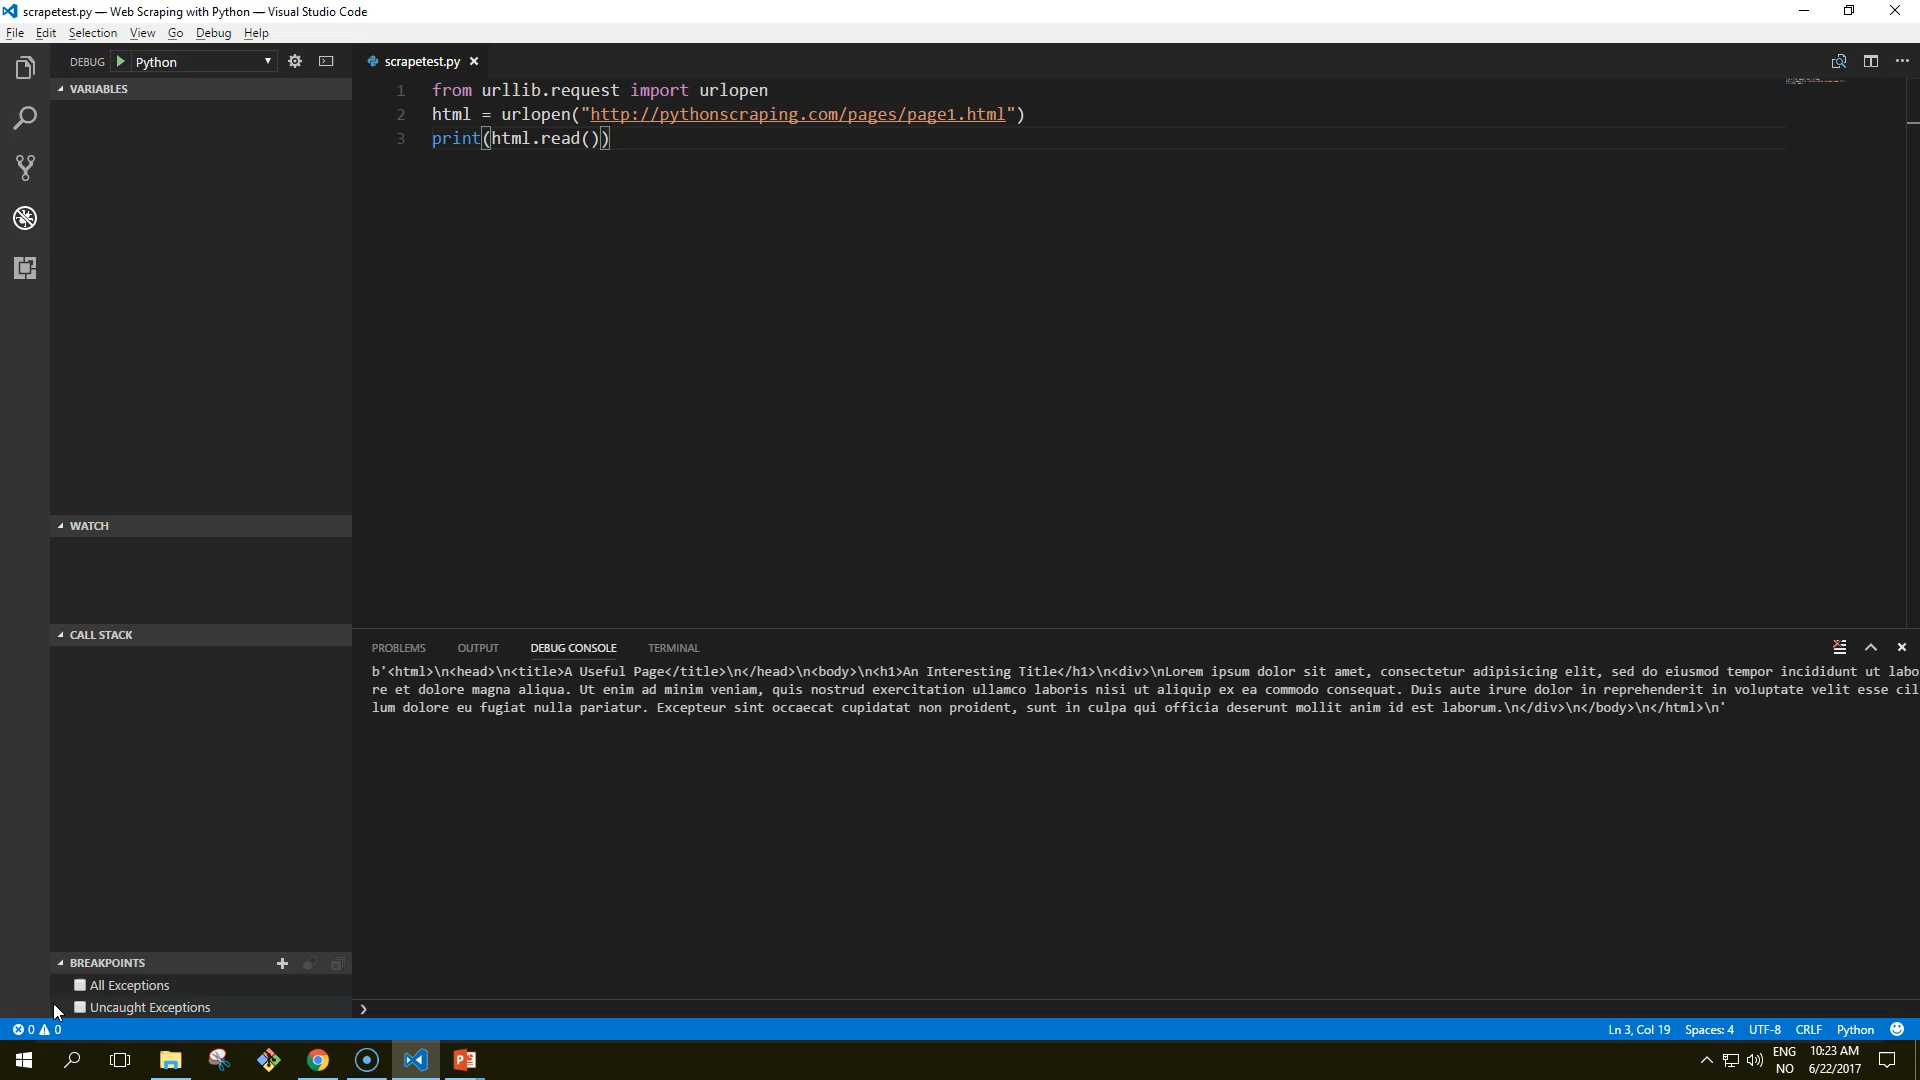 scrapetest.py — Web Scraping with Python — Visual Studio Code
File Edit Selection View Go Debug Help
DEBUG Python
scrapetest.py
VARIABLES
1 from urllib.request import urlopen
2 html = urlopen("http://pythonscraping.com/pages/page1.html")
3 print(html.read())
WATCH
CALL STACK
PROBLEMS OUTPUT DEBUG CONSOLE TERMINAL
b'<html>\n<head>\n<title>A Useful Page</title>\n</head>\n<body>\n<h1>An Interesting Title</h1>\n<div>\nLorem ipsum dolor sit amet, consectetur adipisicing elit, sed do eiusmod tempor incididunt ut labo
re et dolore magna aliqua. Ut enim ad minim veniam, quis nostrud exercitation ullamco laboris nisi ut aliquip ex ea commodo consequat. Duis aute irure dolor in reprehenderit in voluptate velit esse cil
lum dolore eu fugiat nulla pariatur. Excepteur sint occaecat cupidatat non proident, sunt in culpa qui officia deserunt mollit anim id est laborum.\n</div>\n</body>\n</html>\n'
BREAKPOINTS
All Exceptions
Uncaught Exceptions
0 0
Ln 3, Col 19 Spaces: 4 UTF-8 CRLF Python
ENG 10:23 AM
NO 6/22/2017